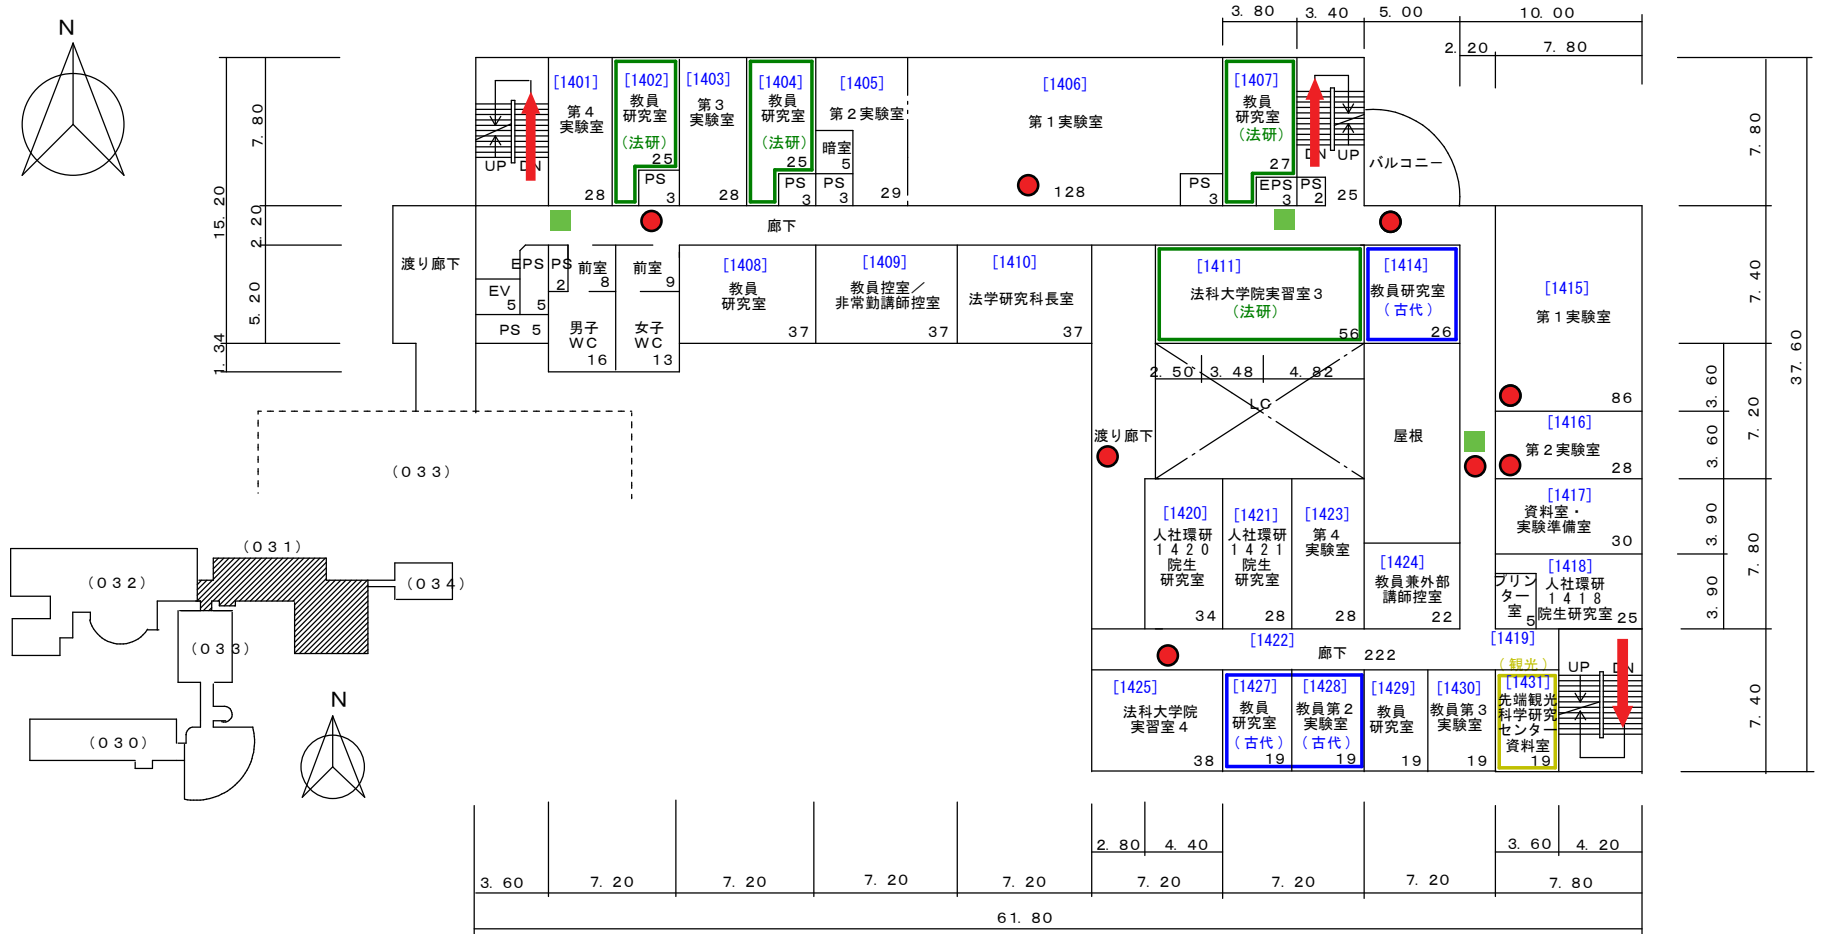 N
3.80
3.40
5.00
10.00
2.20
7.80
[1401]
第4
実験室
28
[1402]
教員
研究室
(法研)
25
PS
3
[1403]
第3
実験室
28
[1404]
教員
研究室
(法研)
25
PS
3
[1405]
第2実験室
暗室
5
PS
3
29
[1406]
第1実験室
128
PS
3
[1407]
教員
研究室
(法研)
27
EPS
3
PS
2
25
UP
DN
DN
UP
バルコニー
7.80
15.20
2.20
5.20
1.34
7.80
7.40
37.60
廊下
渡り廊下
EPS
5
PS
2
EV
5
PS 5
前室
8
前室
9
男子
WC
16
女子
WC
13
[1408]
教員
研究室
37
[1409]
教員控室/
非常勤講師控室
37
[1410]
法学研究科長室
37
[1411]
法科大学院実習室3
(法研)
56
[1414]
教員研究室
(古代)
26
[1415]
第1実験室
86
2.50
3.48
4.82
LC
渡り廊下
屋根
[1416]
第2実験室
28
3.60
3.60
7.20
[1417]
資料室・
実験準備室
30
3.90
3.90
7.80
[1418]
人社環研
1418
院生研究室
25
プリン
ター
室
5
[1420]
人社環研
1420
院生
研究室
34
[1421]
人社環研
1421
院生
研究室
28
[1423]
第4
実験室
28
[1424]
教員兼外部
講師控室
22
[1422]
廊下 222
[1419]
(観光)
UP
DN
[1425]
法科大学院
実習室4
38
[1427]
教員
研究室
(古代)
19
[1428]
教員第2
実験室
(古代)
19
[1429]
教員
研究室
19
[1430]
教員第3
実験室
19
[1431]
先端観光
科学研究
センター
資料室
19
7.40
(033)
(031)
(032)
(034)
(033)
(030)
N
2.80
4.40
3.60
4.20
3.60
7.20
7.20
7.20
7.20
7.20
7.20
7.20
7.80
61.80